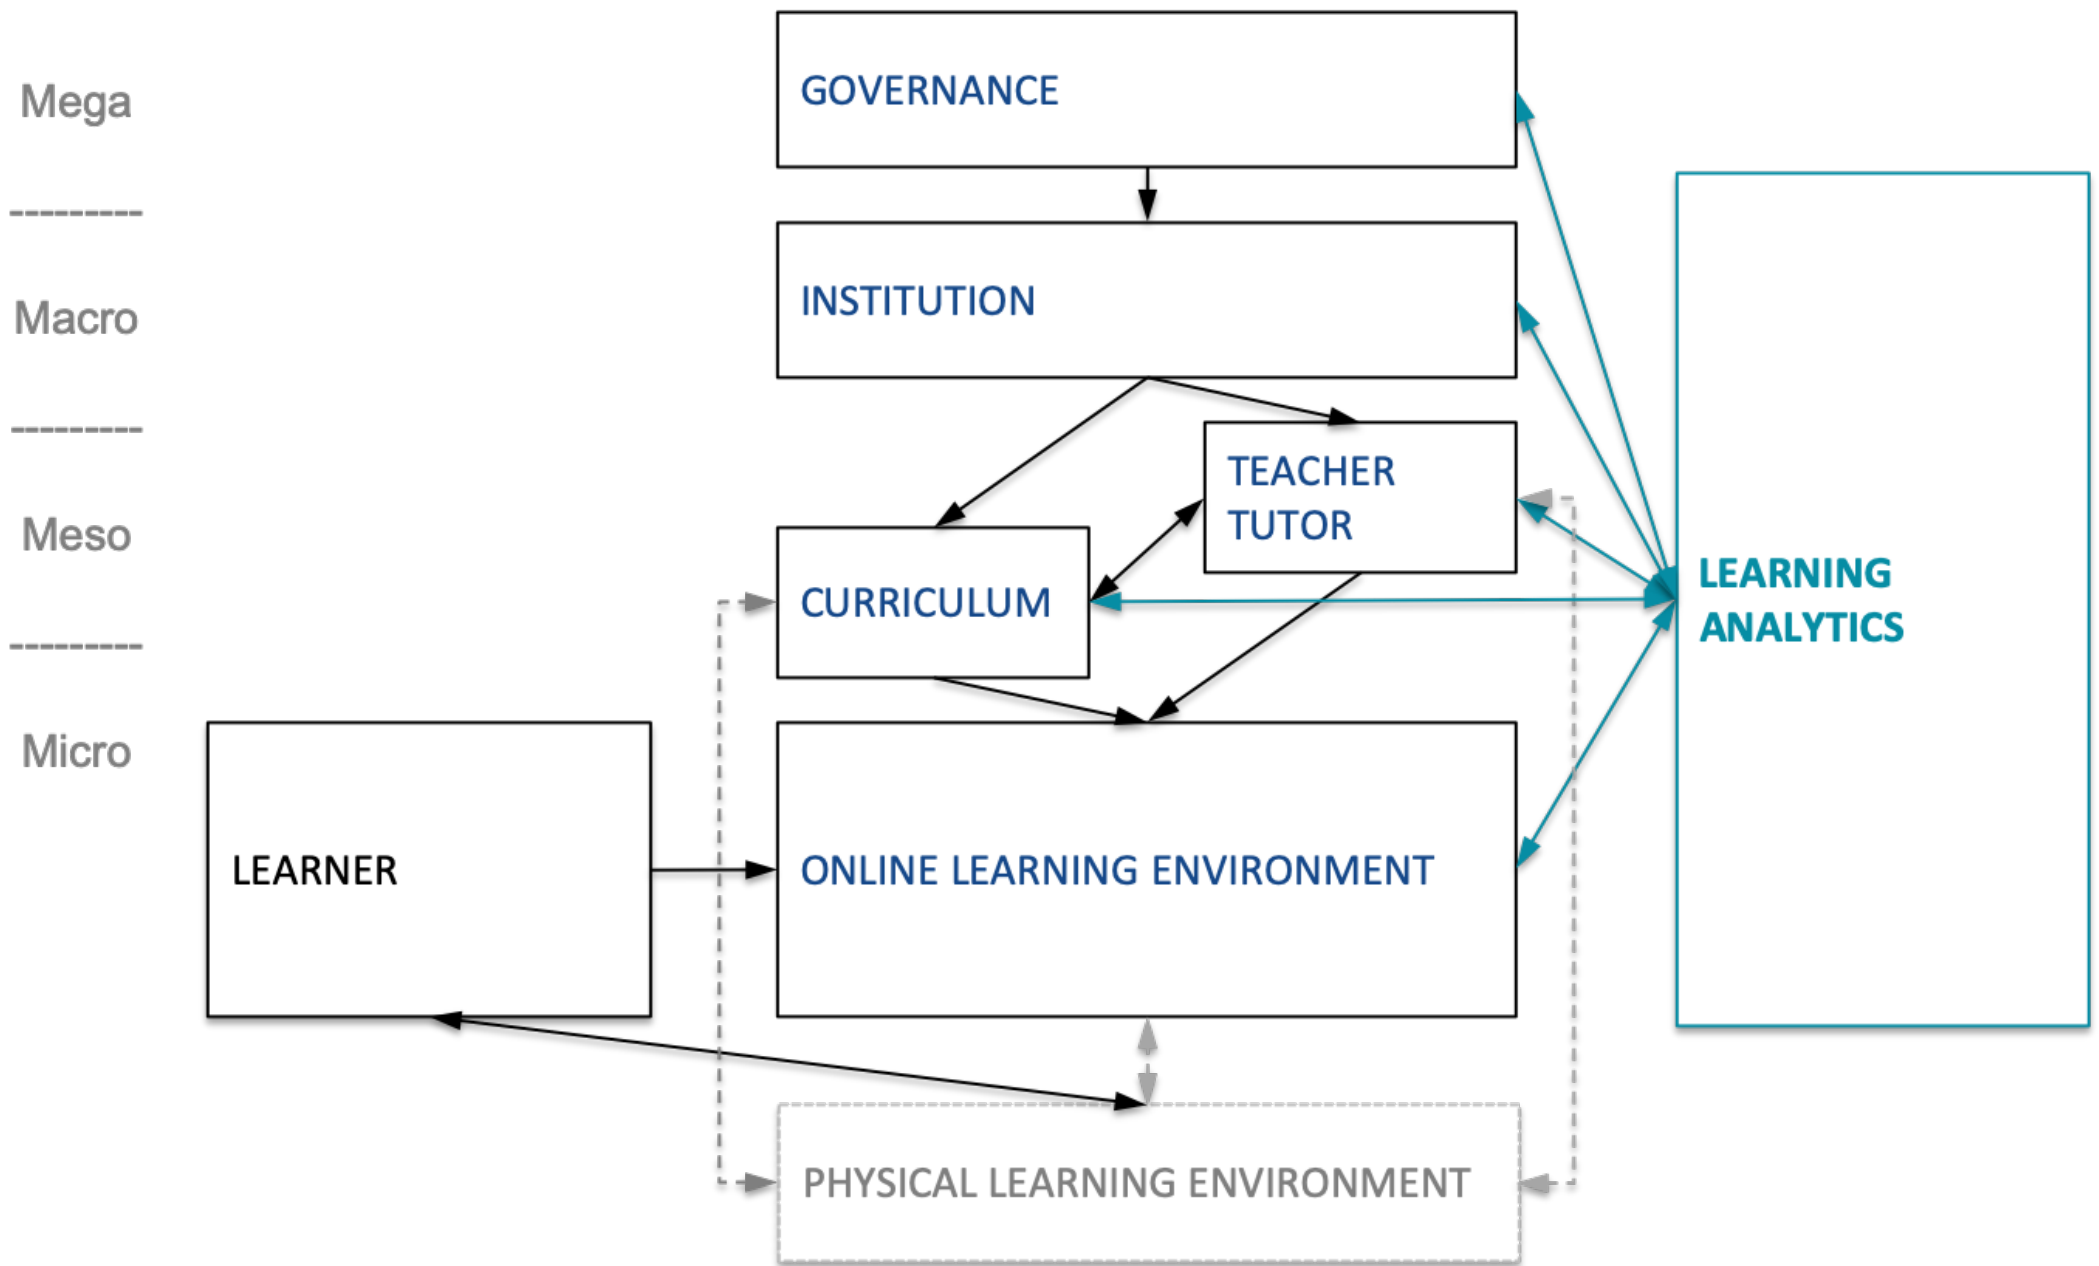 Mega
GOVERNANCE
---------
Macro
INSTITUTION
---------
Meso
TEACHER
TUTOR
CURRICULUM
LEARNING
ANALYTICS
---------
Micro
LEARNER
ONLINE LEARNING ENVIRONMENT
PHYSICAL LEARNING ENVIRONMENT